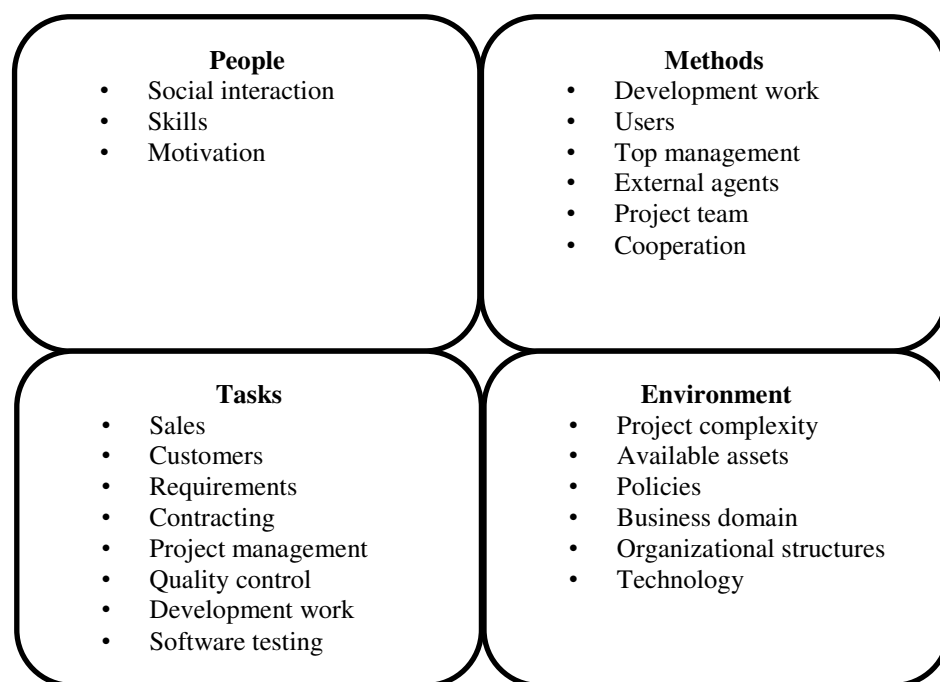 People
• Social interaction
• Skills
• Motivation
Methods
• Development work
• Users
• Top management
• External agents
• Project team
• Cooperation
Tasks
• Sales
• Customers
• Requirements
• Contracting
• Project management
• Quality control
• Development work
• Software testing
Environment
• Project complexity
• Available assets
• Policies
• Business domain
• Organizational structures
• Technology